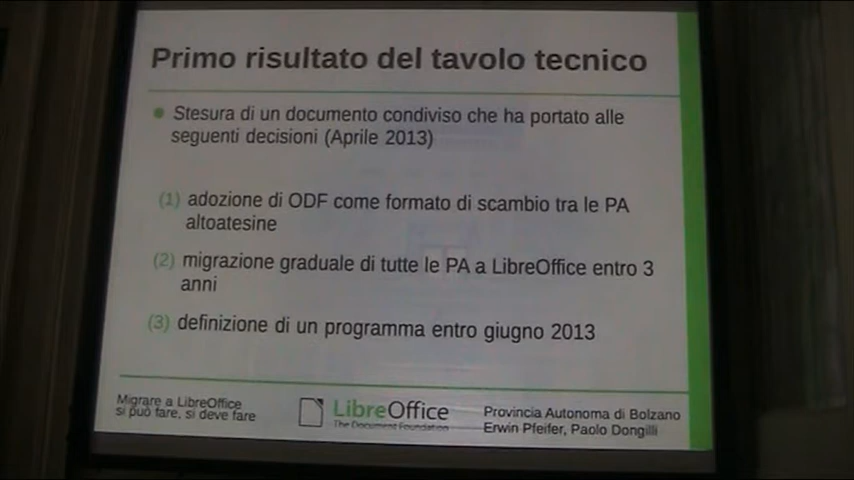 Primo risultato del tavolo tecnico
Stesura di un documento condiviso che ha portato alle
seguenti decisioni (Aprile 2013)
(1) adozione di ODF come formato di scambio tra le PA
altoatesine
(2) migrazione graduale di tutte le PA a LibreOffice entro 3
anni
(3) definizione di un programma entro giugno 2013
Migrare a LibreOffice
si può fare, si deve fare
LibreOffice
The Document Foundation
Provincia Autonoma di Bolzano
Erwin Pfeifer, Paolo Dongilli